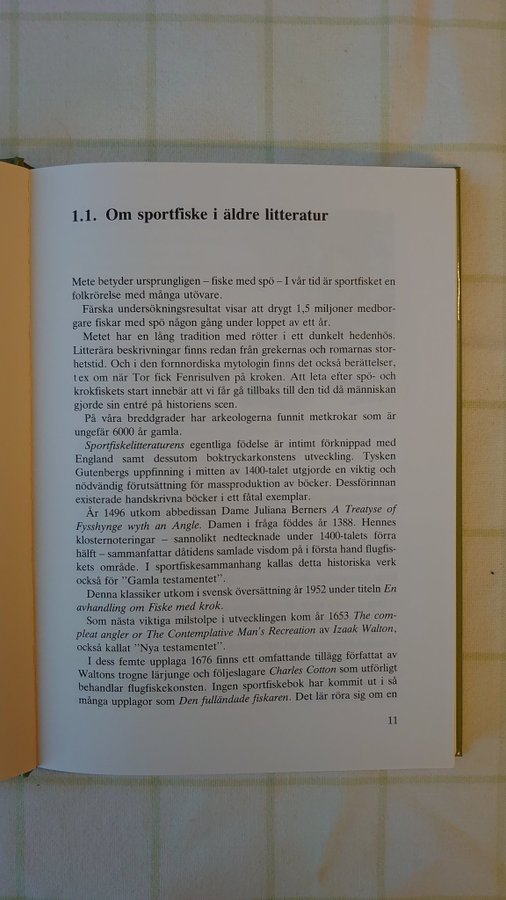 1.1. Om sportfiske i äldre litteratur
Mete betyder ursprungligen – fiske med spö – I vår tid är sportfisket en
folkrörelse med många utövare.
Färska undersökningsresultat visar att drygt 1,5 miljoner medbor-
gare fiskar med spö någon gång under loppet av ett år.
Metet har en lång tradition med rötter i ett dunkelt hedenhös.
Litterära beskrivningar finns redan från grekernas och romarnas stor-
hetstid. Och i den fornnordiska mytologin finns det också berättelser,
t ex om när Tor fick Fenrisulven på kroken. Att leta efter spö- och
krokfiskets start innebär att vi får gå tillbaks till den tid då människan
gjorde sin entré på historiens scen.
På våra breddgrader har arkeologerna funnit metkrokar som är
ungefär 6000 år gamla.
Sportfiskelitteraturens egentliga födelse är intimt förknippad med
England samt dessutom boktryckarkonstens utveckling. Tysken
Gutenbergs uppfinning i mitten av 1400-talet utgjorde en viktig och
nödvändig förutsättning för massproduktion av böcker. Dessförinnan
existerade handskrivna böcker i ett fåtal exemplar.
År 1496 utkom abbedissan Dame Juliana Berners A Treatyse of
Fysshynge wyth an Angle. Damen i fråga föddes år 1388. Hennes
klosternoteringar – sannolikt nedtecknade under 1400-talets förra
hälft – sammanfattar dåtidens samlade visdom på i första hand flugfis-
kets område. I sportfiskesammanhang kallas detta historiska verk
också för "Gamla testamentet".
Denna klassiker utkom i svensk översättning år 1952 under titeln En
avhandling om Fiske med krok.
Som nästa viktiga milstolpe i utvecklingen kom år 1653 The com-
pleat angler or The Contemplative Man's Recreation av Izaak Walton,
också kallat "Nya testamentet".
I dess femte upplaga 1676 finns ett omfattande tillägg författat av
Waltons trogne lärjunge och följeslagare Charles Cotton som utförligt
behandlar flugfiskekonsten. Ingen sportfiskebok har kommit ut i så
många upplagor som Den fulländade fiskaren. Det lär röra sig om en
11